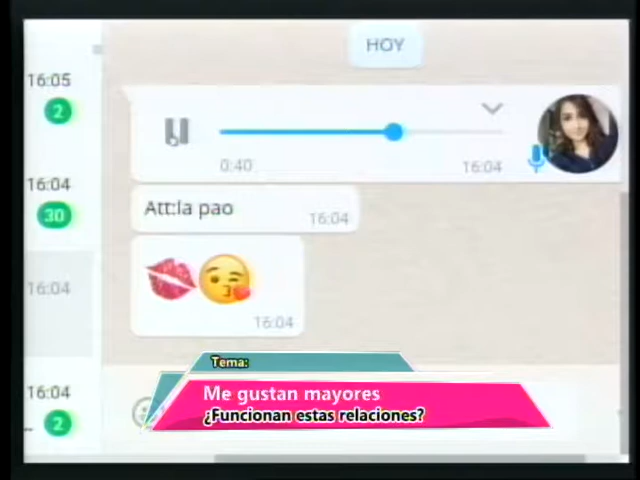 HOY
16:05
2
0:40
16:04
16:04
30
Att:la pao
16:04
16:04
16:04
Tema:
Me gustan mayores
16:04
¿Funcionan estas relaciones?
2